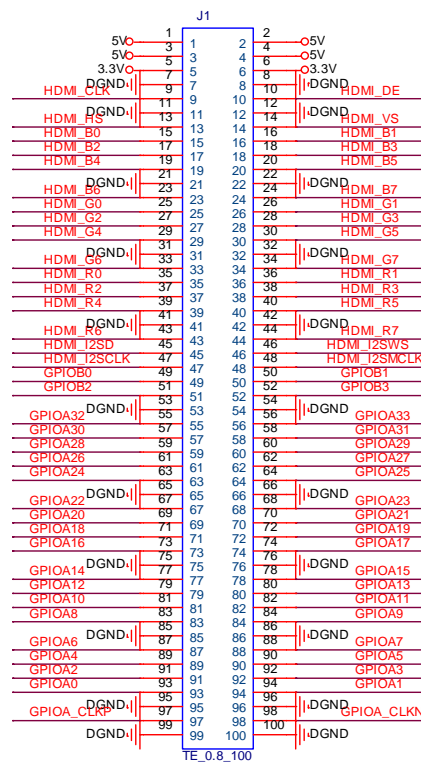 J1
5V 1 1 2 2 5V
5V 3 3 4 4 5V
3.3V 5 5 6 6 3.3V
DGND 7 7 8 8 DGND
HDMI_CLK 9 9 10 10 HDMI_DE
DGND 11 11 12 12 DGND
HDMI_HS 13 13 14 14 HDMI_VS
HDMI_B0 15 15 16 16 HDMI_B1
HDMI_B2 17 17 18 18 HDMI_B3
HDMI_B4 19 19 20 20 HDMI_B5
DGND 21 21 22 22 DGND
HDMI_B6 23 23 24 24 HDMI_B7
HDMI_G0 25 25 26 26 HDMI_G1
HDMI_G2 27 27 28 28 HDMI_G3
HDMI_G4 29 29 30 30 HDMI_G5
DGND 31 31 32 32 DGND
HDMI_G6 33 33 34 34 HDMI_G7
HDMI_R0 35 35 36 36 HDMI_R1
HDMI_R2 37 37 38 38 HDMI_R3
HDMI_R4 39 39 40 40 HDMI_R5
DGND 41 41 42 42 DGND
HDMI_R6 43 43 44 44 HDMI_R7
HDMI_I2SD 45 45 46 46 HDMI_I2SWS
HDMI_I2SCLK 47 47 48 48 HDMI_I2SMCLK
GPIOB0 49 49 50 50 GPIOB1
GPIOB2 51 51 52 52 GPIOB3
DGND 53 53 54 54 DGND
GPIOA32 55 55 56 56 GPIOA33
GPIOA30 57 57 58 58 GPIOA31
GPIOA28 59 59 60 60 GPIOA29
GPIOA26 61 61 62 62 GPIOA27
GPIOA24 63 63 64 64 GPIOA25
DGND 65 65 66 66 DGND
GPIOA22 67 67 68 68 GPIOA23
GPIOA20 69 69 70 70 GPIOA21
GPIOA18 71 71 72 72 GPIOA19
GPIOA16 73 73 74 74 GPIOA17
DGND 75 75 76 76 DGND
GPIOA14 77 77 78 78 GPIOA15
GPIOA12 79 79 80 80 GPIOA13
GPIOA10 81 81 82 82 GPIOA11
GPIOA8 83 83 84 84 GPIOA9
DGND 85 85 86 86 DGND
GPIOA6 87 87 88 88 GPIOA7
GPIOA4 89 89 90 90 GPIOA5
GPIOA2 91 91 92 92 GPIOA3
GPIOA0 93 93 94 94 GPIOA1
DGND 95 95 96 96 DGND
GPIOA_CLKP 97 97 98 98 GPIOA_CLKN
DGND 99 99 100 100 DGND
TE_0.8_100